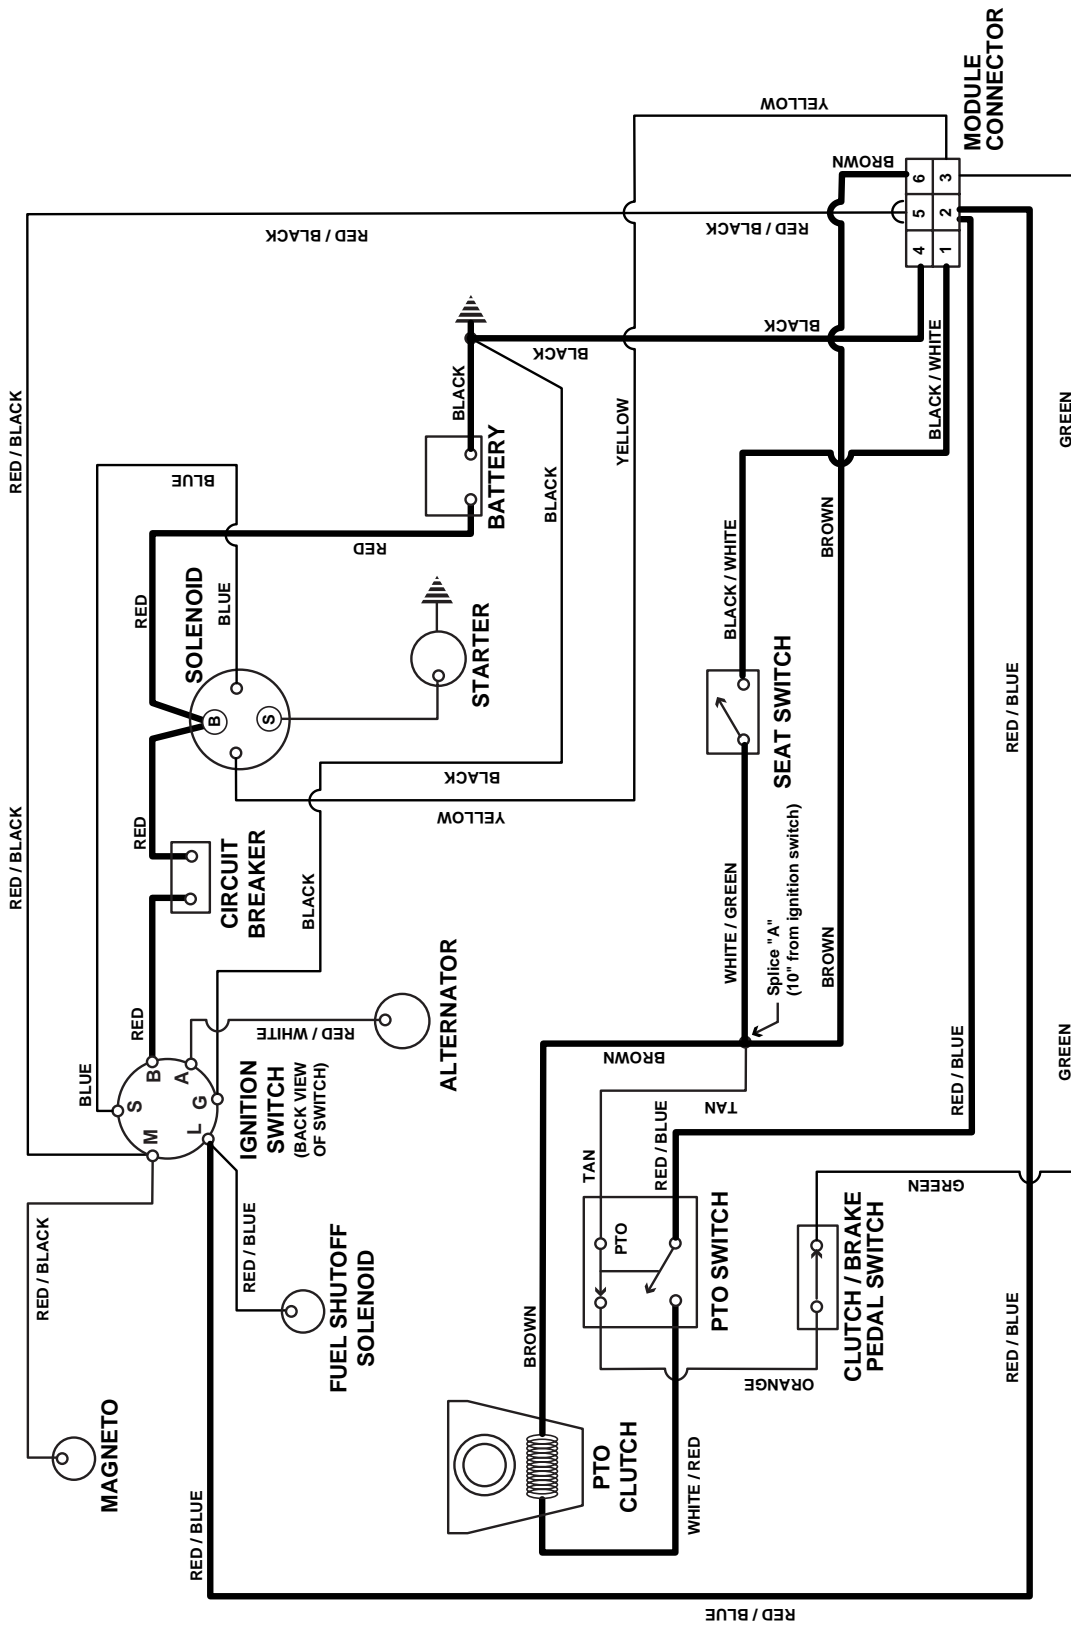 RED / BLACK
RED / BLACK
RED / BLACK
RED / BLACK
RED / BLACK
YELLOW
BROWN
MODULE
CONNECTOR
6
3
5
2
4
1
BLUE
BLUE
BLUE
RED
RED
RED
RED
SOLENOID
B
S
STARTER
BATTERY
BLACK
BLACK
BLACK
BLACK
BLACK
BLACK
YELLOW
YELLOW
BLACK / WHITE
BLACK / WHITE
BROWN
BROWN
BROWN
BROWN
SEAT SWITCH
CIRCUIT
BREAKER
ALTERNATOR
RED / WHITE
IGNITION
SWITCH
(BACK VIEW
OF SWITCH)
M
S
B
A
G
L
WHITE / GREEN
Splice "A"
(10" from ignition switch)
TAN
TAN
RED / BLUE
RED / BLUE
RED / BLUE
RED / BLUE
RED / BLUE
RED / BLUE
RED / BLUE
MAGNETO
FUEL SHUTOFF
SOLENOID
PTO
PTO SWITCH
PTO
CLUTCH
WHITE / RED
ORANGE
CLUTCH / BRAKE
PEDAL SWITCH
GREEN
GREEN
GREEN